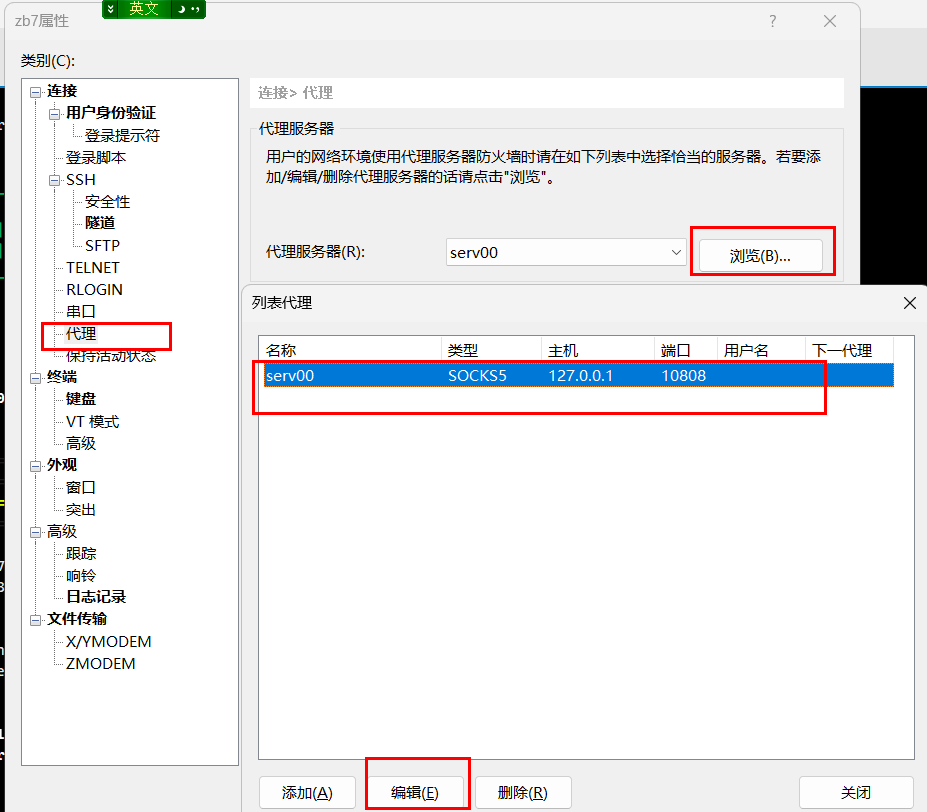 英文
zb7属性
?
类别(C):
连接
用户身份验证
登录提示符
登录脚本
SSH
安全性
隧道
SFTP
TELNET
RLOGIN
串口
代理
保持活动状态
终端
键盘
VT 模式
高级
外观
窗口
突出
高级
跟踪
响铃
日志记录
文件传输
X/YMODEM
ZMODEM
连接> 代理
代理服务器
用户的网络环境使用代理服务器防火墙时请在如下列表中选择恰当的服务器。若要添
加/编辑/删除代理服务器的话请点击"浏览"。
代理服务器(R): serv00 浏览(B)...
列表代理
名称 类型 主机 端口 用户名 下一代理
serv00 SOCKS5 127.0.0.1 10808
添加(A) 编辑(E) 删除(R) 关闭